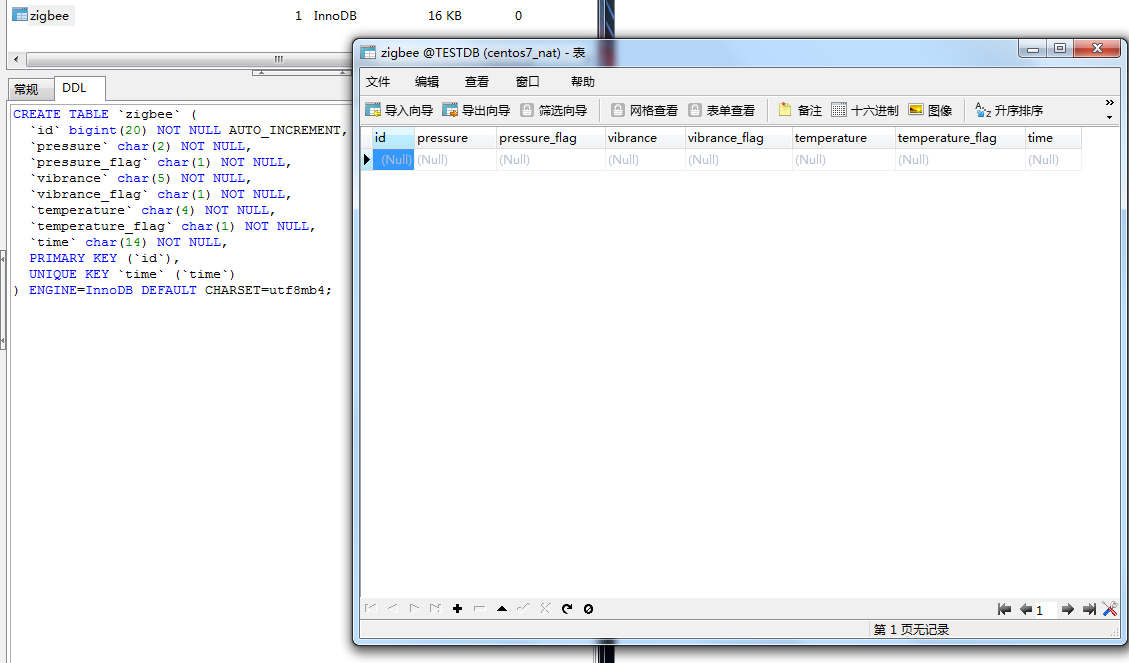 zigbee 1 InnoDB 16 KB 0
常规 DDL
CREATE TABLE `zigbee` (
`id` bigint(20) NOT NULL AUTO_INCREMENT,
`pressure` char(2) NOT NULL,
`pressure_flag` char(1) NOT NULL,
`vibrance` char(5) NOT NULL,
`vibrance_flag` char(1) NOT NULL,
`temperature` char(4) NOT NULL,
`temperature_flag` char(1) NOT NULL,
`time` char(14) NOT NULL,
PRIMARY KEY (`id`),
UNIQUE KEY `time` (`time`)
) ENGINE=InnoDB DEFAULT CHARSET=utf8mb4;
zigbee @TESTDB (centos7_nat) - 表
文件 编辑 查看 窗口 帮助
导入向导 导出向导 筛选向导 网格查看 表单查看 备注 十六进制 图像 升序排序
id pressure pressure_flag vibrance vibrance_flag temperature temperature_flag time
(Null) (Null) (Null) (Null) (Null) (Null) (Null) (Null)
1
第 1 页无记录